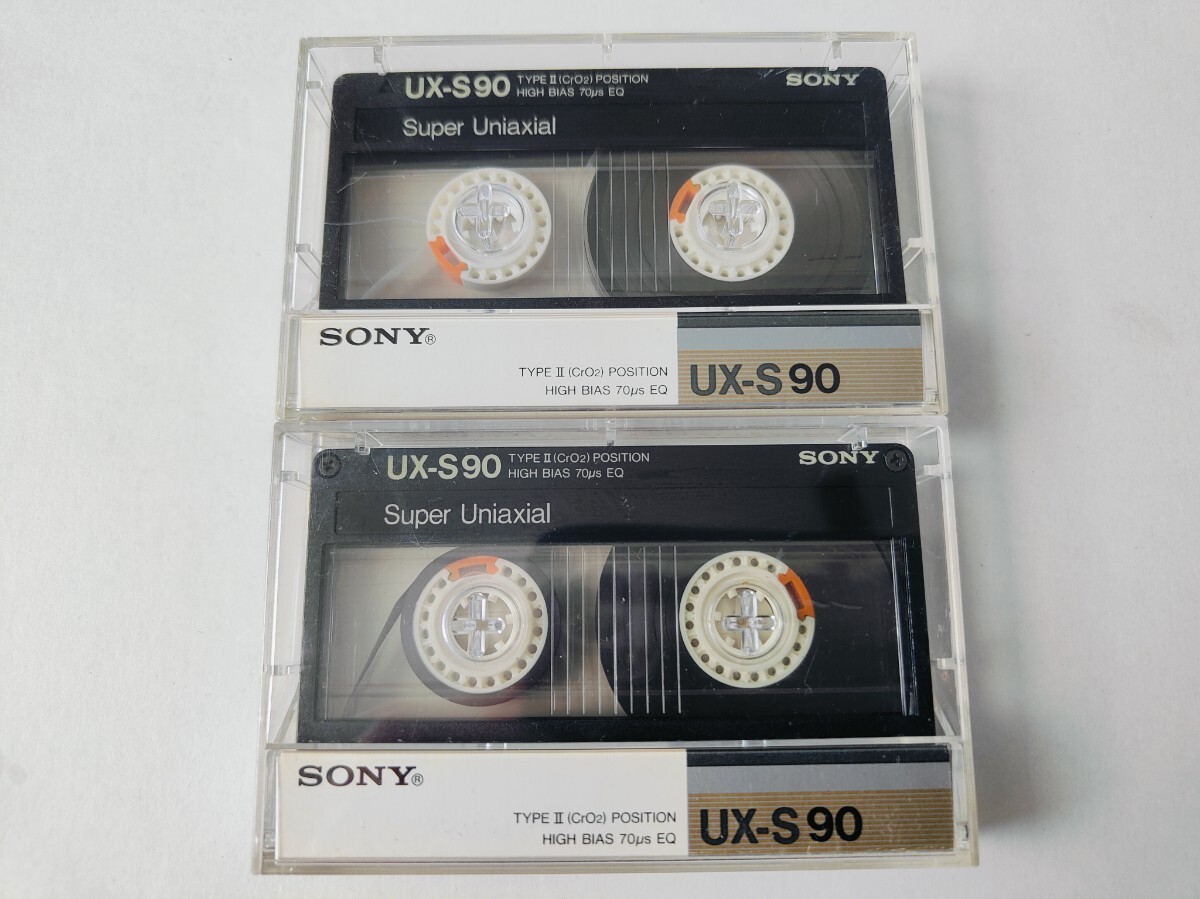 UX-S90 TYPE II (CrO2) POSITION SONY
HIGH BIAS 70µs EQ
Super Uniaxial
SONY®
TYPE II (CrO2) POSITION
HIGH BIAS 70µs EQ
UX-S 90
UX-S90 TYPE II (CrO2) POSITION SONY
HIGH BIAS 70µs EQ
Super Uniaxial
SONY®
TYPE II (CrO2) POSITION
HIGH BIAS 70µs EQ
UX-S 90